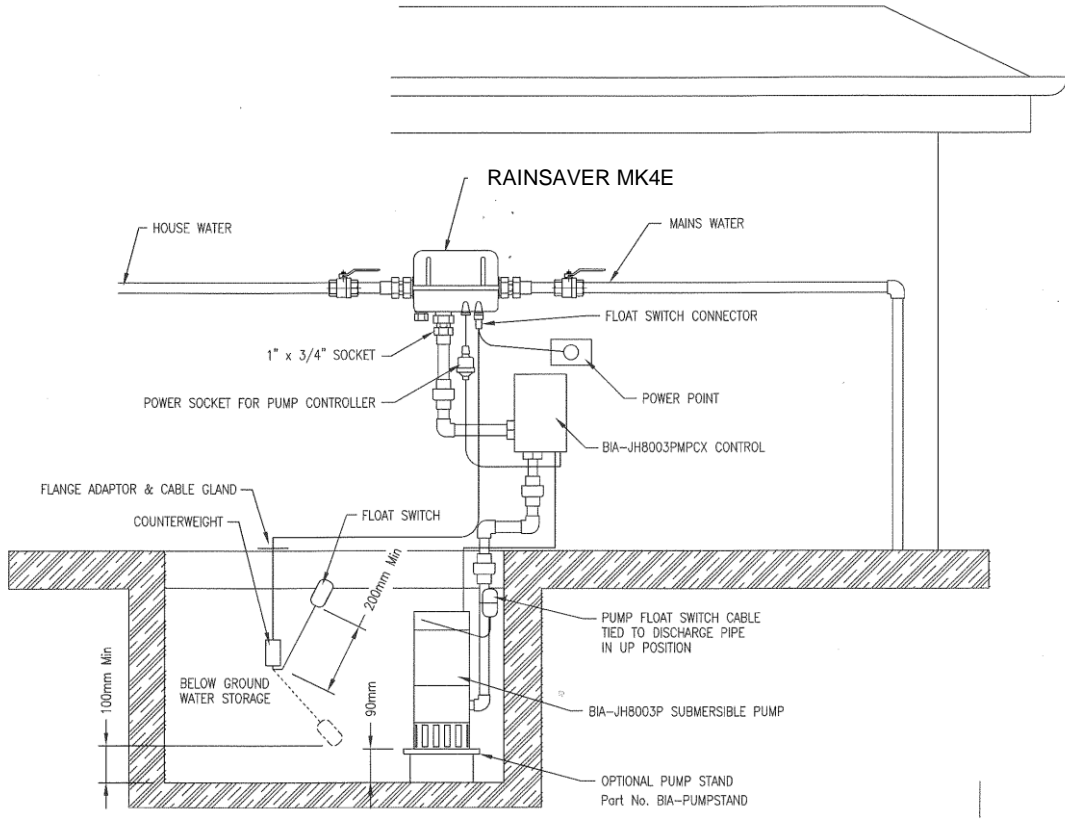 RAINSAVER MK4E
HOUSE WATER
MAINS WATER
FLOAT SWITCH CONNECTOR
1" x 3/4" SOCKET
POWER SOCKET FOR PUMP CONTROLLER
POWER POINT
BIA-JH8003PMPCX CONTROL
FLANGE ADAPTOR & CABLE GLAND
COUNTERWEIGHT
FLOAT SWITCH
200mm Min
PUMP FLOAT SWITCH CABLE
TIED TO DISCHARGE PIPE
IN UP POSITION
100mm Min
BELOW GROUND
WATER STORAGE
90mm
BIA-JH8003P SUBMERSIBLE PUMP
OPTIONAL PUMP STAND
Part No. BIA-PUMPSTAND